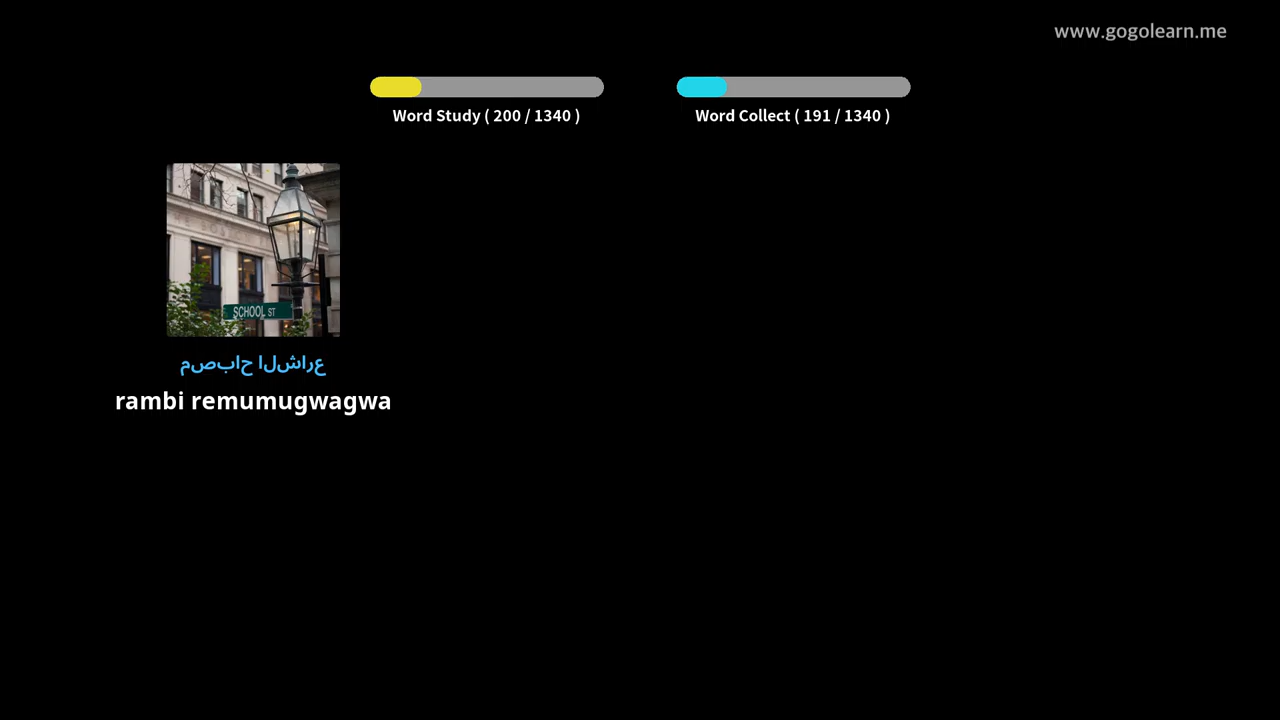 www.gogolearn.me
Word Study ( 200 / 1340 )
Word Collect ( 191 / 1340 )
SCHOOL ST
مصباح الشارع
rambi remumugwagwa